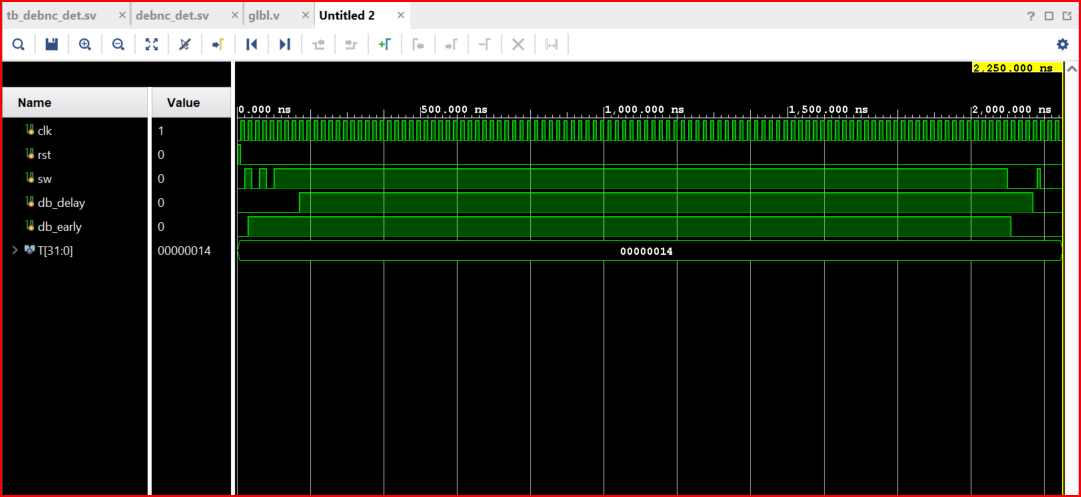 tb_debnc_det.sv × debnc_det.sv × glbl.v × Untitled 2 × ?
2,250.000 ns
Name Value
0.000 ns 500.000 ns 1,000.000 ns 1,500.000 ns 2,000.000 ns
clk 1
rst 0
sw 0
db_delay 0
db_early 0
T[31:0] 00000014 00000014